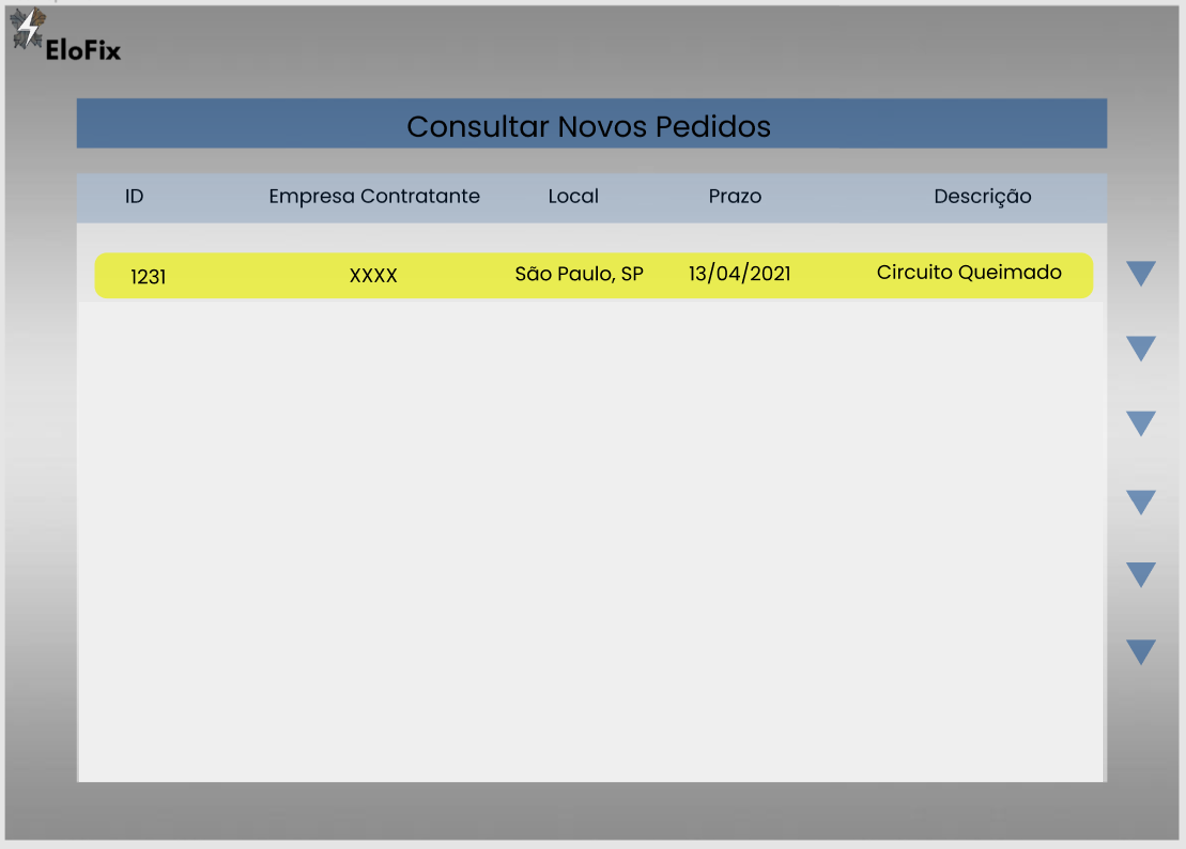 EloFix
Consultar Novos Pedidos
ID Empresa Contratante Local Prazo Descrição
1231 XXXX São Paulo, SP 13/04/2021 Circuito Queimado